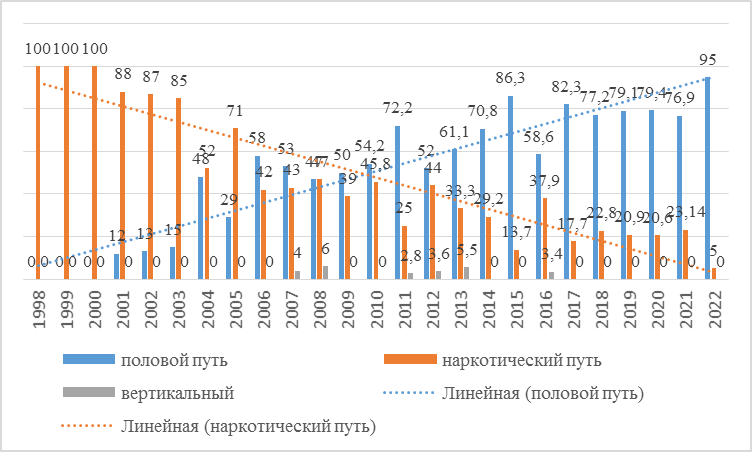 0 0 0 12 13 15 48 29 58 53 47 50 54,2 72,2 52 61,1 70,8 86,3 58,6 82,3 77,2 79,1 79,4 76,9 95
100 100 100 88 87 85 52 71 42 43 47 39 45,8 25 44 33,3 29,2 13,7 37,9 17,7 22,8 20,9 20,6 23,14 5
0 0 0 0 0 0 0 0 0 4 6 0 0 2,8 3,6 5,5 0 0 3,4 0 0 0 0 0 0
1998 1999 2000 2001 2002 2003 2004 2005 2006 2007 2008 2009 2010 2011 2012 2013 2014 2015 2016 2017 2018 2019 2020 2021 2022
половой путь наркотический путь
вертикальный Линейная (половой путь)
Линейная (наркотический путь)